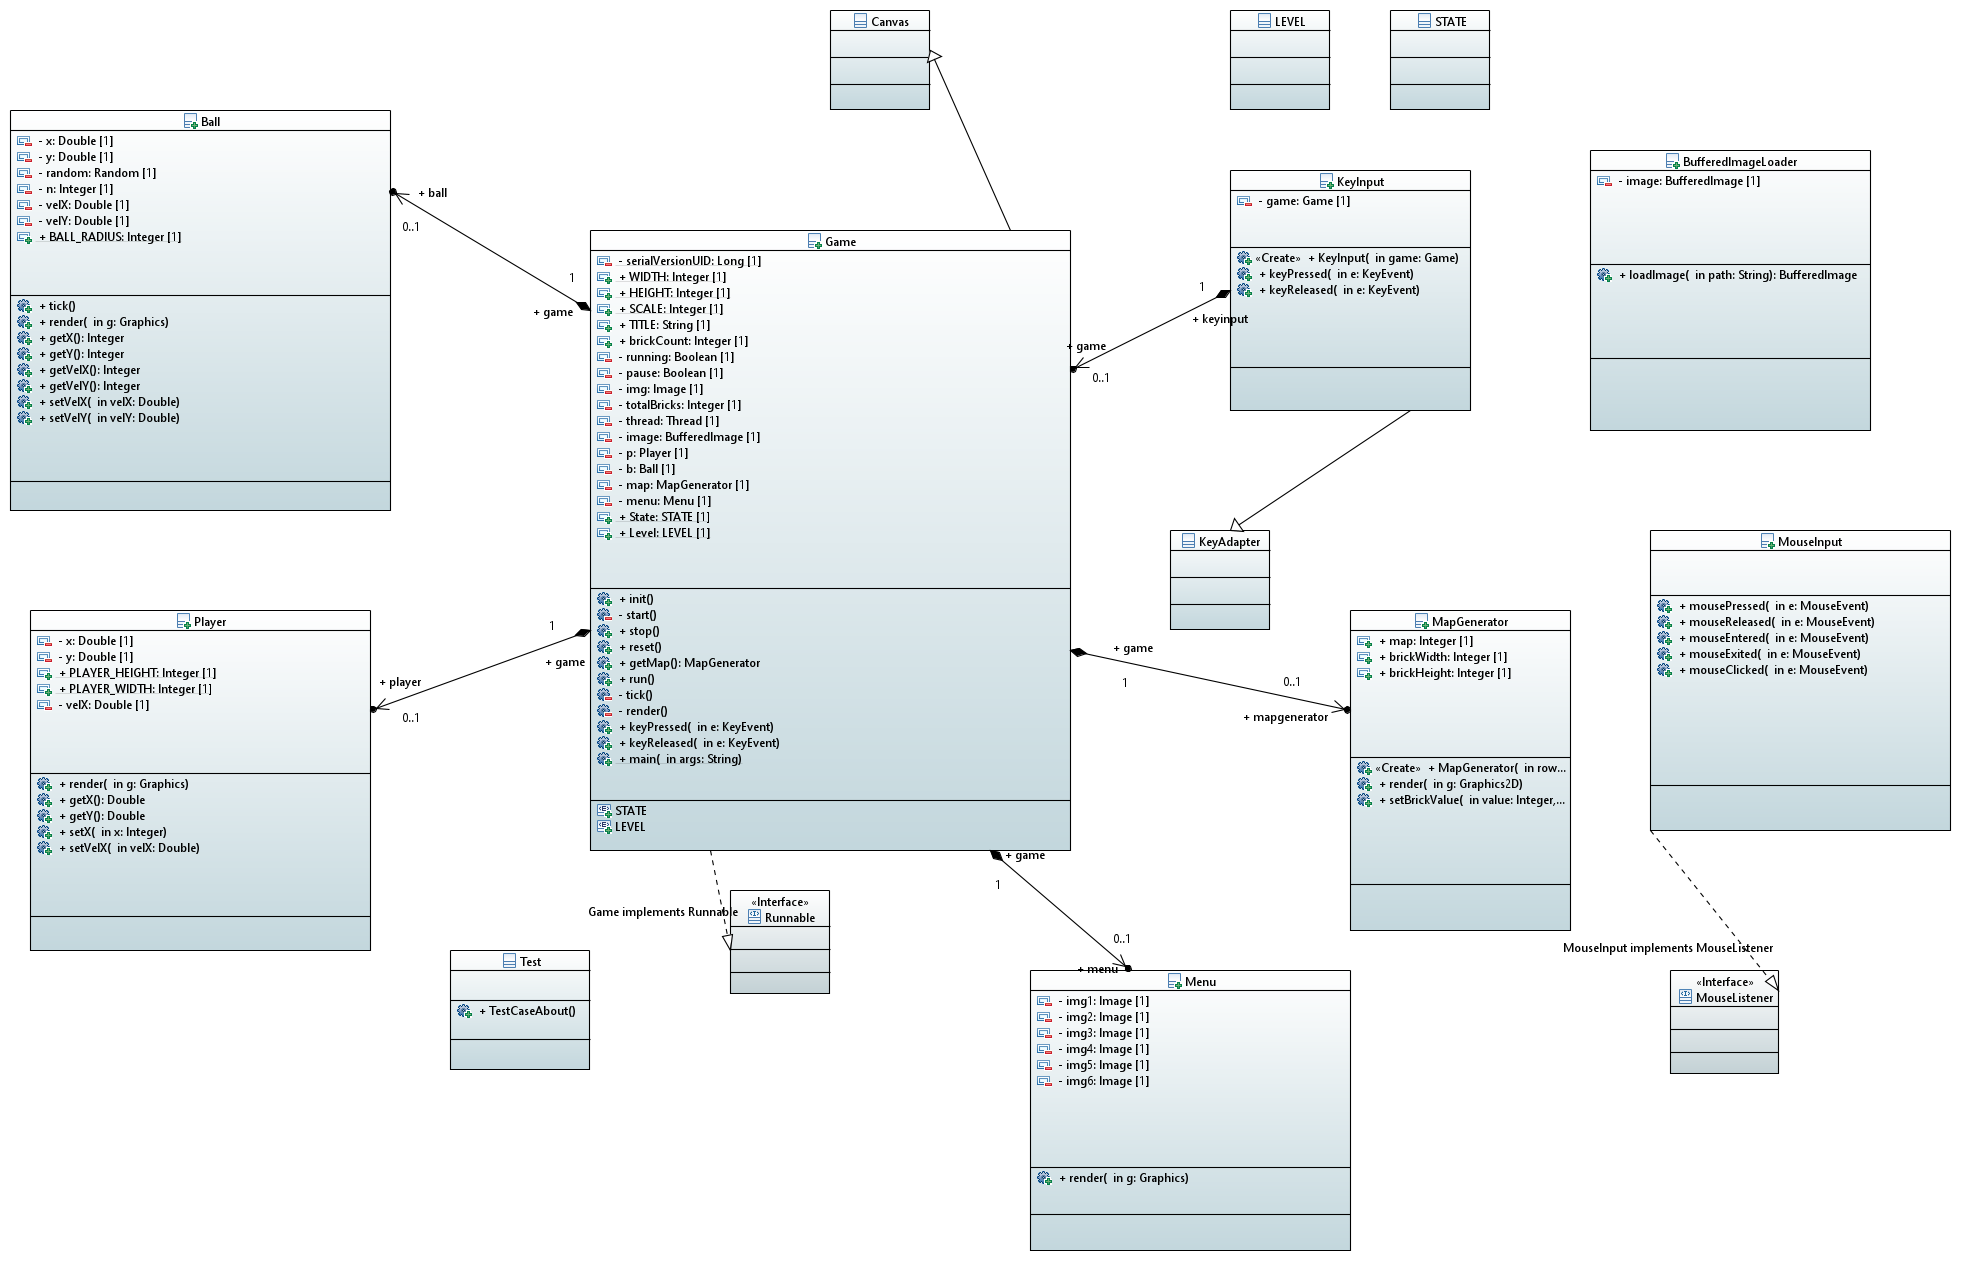 Canvas
LEVEL
STATE
Ball
- x: Double [1]
- y: Double [1]
- random: Random [1]
- n: Integer [1]
- velX: Double [1]
- velY: Double [1]
+ BALL_RADIUS: Integer [1]
+ tick()
+ render(  in g: Graphics)
+ getX(): Integer
+ getY(): Integer
+ getVelX(): Integer
+ getVelY(): Integer
+ setVelX(  in velX: Double)
+ setVelY(  in velY: Double)
+ ball
0..1
1
+ game
Game
- serialVersionUID: Long [1]
+ WIDTH: Integer [1]
+ HEIGHT: Integer [1]
+ SCALE: Integer [1]
+ TITLE: String [1]
+ brickCount: Integer [1]
- running: Boolean [1]
- pause: Boolean [1]
- img: Image [1]
- totalBricks: Integer [1]
- thread: Thread [1]
- image: BufferedImage [1]
- p: Player [1]
- b: Ball [1]
- map: MapGenerator [1]
- menu: Menu [1]
+ State: STATE [1]
+ Level: LEVEL [1]
+ init()
- start()
+ stop()
+ reset()
+ getMap(): MapGenerator
+ run()
- tick()
- render()
+ keyPressed(  in e: KeyEvent)
+ keyReleased(  in e: KeyEvent)
+ main(  in args: String)
STATE
LEVEL
KeyInput
- game: Game [1]
«Create»  + KeyInput(  in game: Game)
+ keyPressed(  in e: KeyEvent)
+ keyReleased(  in e: KeyEvent)
1
+ keyinput
+ game
0..1
BufferedImageLoader
- image: BufferedImage [1]
+ loadImage(  in path: String): BufferedImage
KeyAdapter
MouseInput
+ mousePressed(  in e: MouseEvent)
+ mouseReleased(  in e: MouseEvent)
+ mouseEntered(  in e: MouseEvent)
+ mouseExited(  in e: MouseEvent)
+ mouseClicked(  in e: MouseEvent)
Player
- x: Double [1]
- y: Double [1]
+ PLAYER_HEIGHT: Integer [1]
+ PLAYER_WIDTH: Integer [1]
- velX: Double [1]
+ render(  in g: Graphics)
+ getX(): Double
+ getY(): Double
+ setX(  in x: Integer)
+ setVelX(  in velX: Double)
1
+ game
+ player
0..1
MapGenerator
+ map: Integer [1]
+ brickWidth: Integer [1]
+ brickHeight: Integer [1]
«Create»  + MapGenerator(  in row...
+ render(  in g: Graphics2D)
+ setBrickValue(  in value: Integer,...
+ game
1
0..1
+ mapgenerator
+ game
1
0..1
+ menu
Game implements Runnable
«Interface»
Runnable
Test
+ TestCaseAbout()
Menu
- img1: Image [1]
- img2: Image [1]
- img3: Image [1]
- img4: Image [1]
- img5: Image [1]
- img6: Image [1]
+ render(  in g: Graphics)
MouseInput implements MouseListener
«Interface»
MouseListener